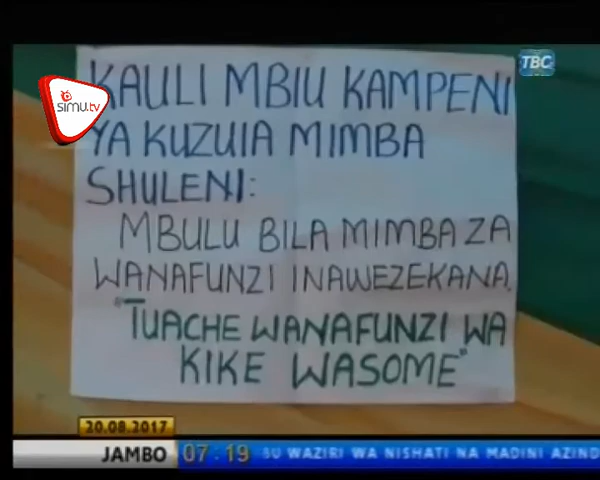 TBC
SIMU.tv
KAULI MBIU KAMPENI
YA KUZUIA MIMBA
SHULENI:
MBULU BILA MIMBA ZA
WANAFUNZI INAWEZEKANA.
"TUACHE WANAFUNZI WA
KIKE WASOME"
20.08.2017
JAMBO 07:19 BU WAZIRI WA NISHATI NA MADINI AZIND